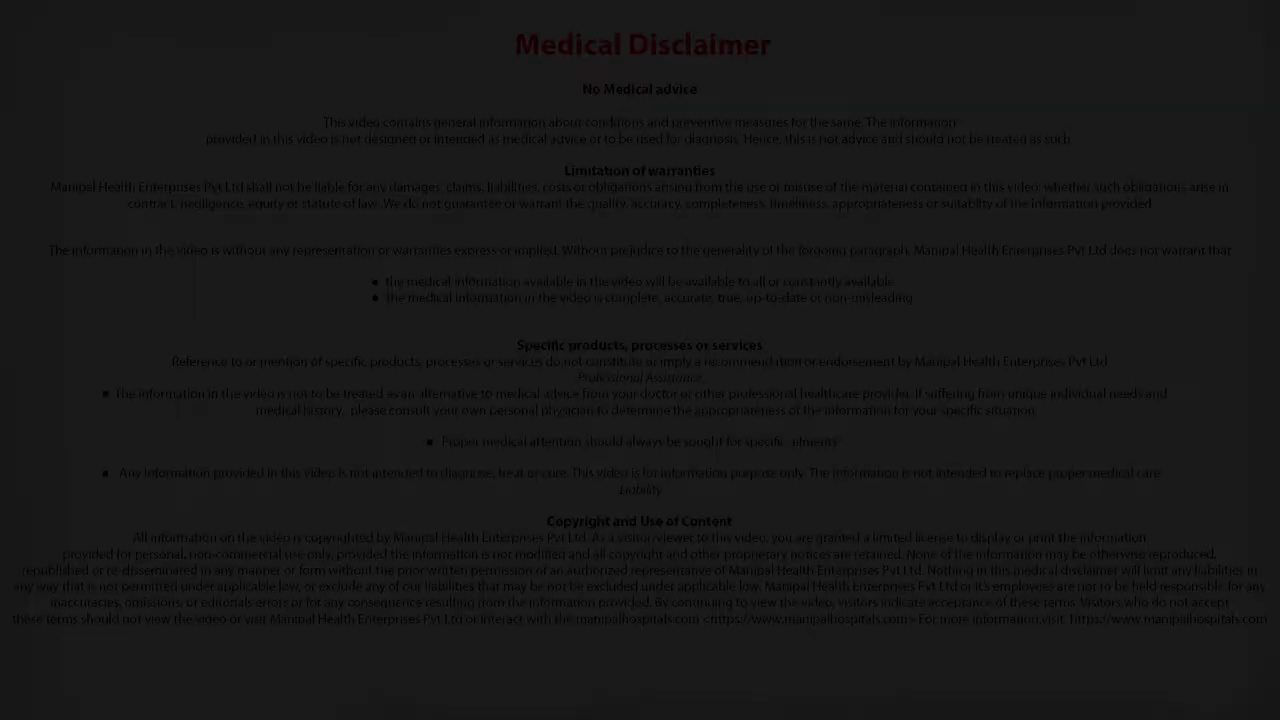 Medical Disclaimer
No Medical advice
This video contains general information about conditions and preventive measures for the same. The information
provided in this video is not designed or intended as medical advice or to be used for diagnosis. Hence, this is not advice and should not be treated as such
Limitation of warranties
Manipal Health Enterprises Pvt Ltd shall not be liable for any damages, claims, liabilities, costs or obligations arising from the use or misuse of the material contained in this video, whether such obligations arise in
contract, negligence, equity or statute of law. We do not guarantee or warrant the quality, accuracy, completeness, timeliness, appropriateness or suitability of the information provided
The information in the video is without any representation or warranties express or implied. Without prejudice to the generality of the forgoing paragraph, Manipal Health Enterprises Pvt Ltd does not warrant that
● the medical information available in the video will be available to all or constantly available
● the medical information in the video is complete, accurate, true, up-to-date or non-misleading
Specific products, processes or services
Reference to or mention of specific products, processes or services do not constitute or imply a recommendation or endorsement by Manipal Health Enterprises Pvt Ltd
Professional Assistance
● The information in the video is not to be treated as an alternative to medical advice from your doctor or other professional healthcare provider. If suffering from unique individual needs and
medical history, please consult your own personal physician to determine the appropriateness of the information for your specific situation
● Proper medical attention should always be sought for specific ailments
● Any information provided in this video is not intended to diagnose, treat or cure. This video is for information purpose only. The information is not intended to replace proper medical care
Liability
Copyright and Use of Content
All information on the video is copyrighted by Manipal Health Enterprises Pvt Ltd. As a visitor/viewer to this video, you are granted a limited license to display or print the information
provided for personal, non-commercial use only, provided the information is not modified and all copyright and other proprietary notices are retained. None of the information may be otherwise reproduced,
republished or re-disseminated in any manner or form without the prior written permission of an authorized representative of Manipal Health Enterprises Pvt Ltd. Nothing in this medical disclaimer will limit any liabilities in
any way that is not permitted under applicable low, or exclude any of our liabilities that may be not be excluded under applicable low. Manipal Health Enterprises Pvt Ltd or it's employees are nor to be held responsible for any
inaccuracies, omissions, or editorials errors or for any consequence resulting from the information provided. By continuing to view the video, visitors indicate acceptance of these terms. Visitors who do not accept
these terms should not view the video or visit Manipal Health Enterprises Pvt Ltd or interact with the manipalhospitals.com <https://www.manipalhospitals.com> For more information visit: https://www.manipalhospitals.com